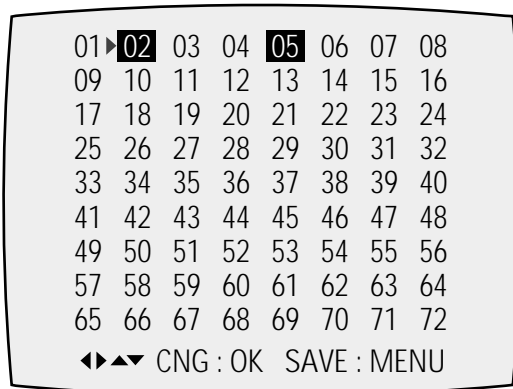 01 ▶ 02 03 04 05 06 07 08
09 10 11 12 13 14 15 16
17 18 19 20 21 22 23 24
25 26 27 28 29 30 31 32
33 34 35 36 37 38 39 40
41 42 43 44 45 46 47 48
49 50 51 52 53 54 55 56
57 58 59 60 61 62 63 64
65 66 67 68 69 70 71 72
◀▶▲▼ CNG : OK SAVE : MENU